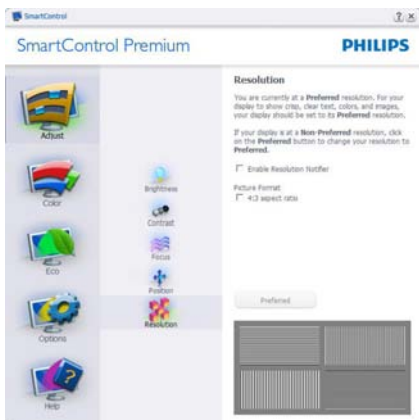 SmartControl
SmartControl Premium
PHILIPS
Adjust
Color
Eco
Options
Help
Brightness
Contrast
Focus
Position
Resolution
Resolution
You are currently at a Preferred resolution. For your
display to show crisp, clear text, colors, and images,
your display should be set to its Preferred resolution.
If your display is at a Non-Preferred resolution, click
on the Preferred button to change your resolution to
Preferred.
Enable Resolution Notifier
Picture Format
4:3 aspect ratio
Preferred